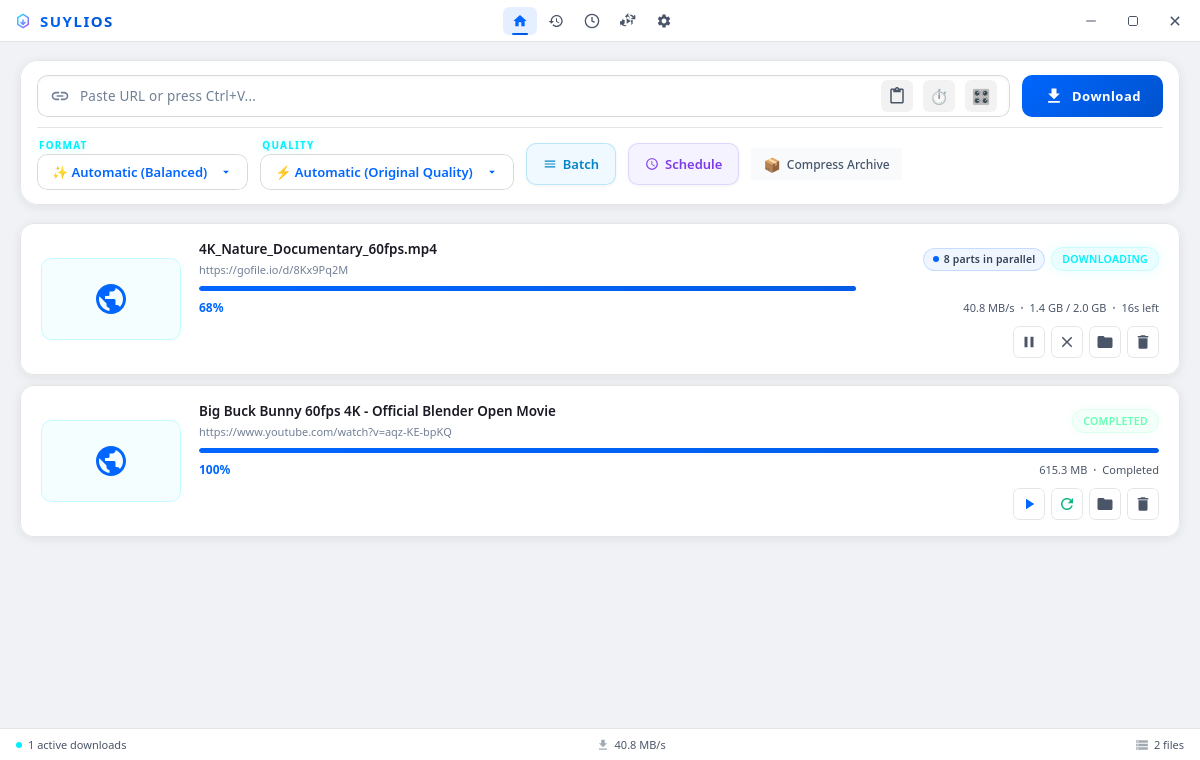 SUYLIOS
Paste URL or press Ctrl+V...
Download
FORMAT
QUALITY
Automatic (Balanced)
Automatic (Original Quality)
Batch
Schedule
Compress Archive
4K_Nature_Documentary_60fps.mp4
https://gofile.io/d/8Kx9Pq2M
8 parts in parallel
DOWNLOADING
68%
40.8 MB/s · 1.4 GB / 2.0 GB · 16s left
Big Buck Bunny 60fps 4K - Official Blender Open Movie
https://www.youtube.com/watch?v=aqz-KE-bpKQ
COMPLETED
100%
615.3 MB · Completed
1 active downloads
40.8 MB/s
2 files